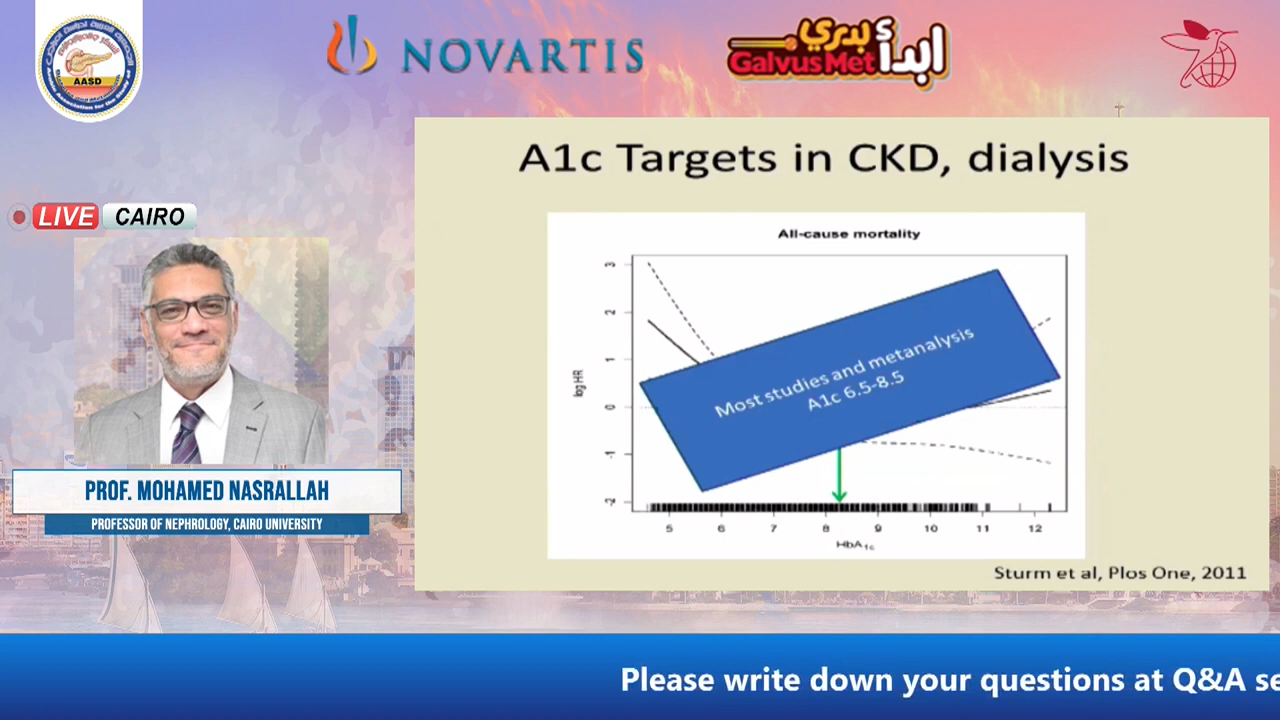 AASD
NOVARTIS
ابدأ بدري
GalvusMet
LIVE CAIRO
A1c Targets in CKD, dialysis
All-cause mortality
log HR
3
2
1
0
-1
-2
Most studies and metanalysis
A1c 6.5-8.5
5 6 7 8 9 10 11 12
HbA1c
Sturm et al, Plos One, 2011
PROF. MOHAMED NASRALLAH
PROFESSOR OF NEPHROLOGY, CAIRO UNIVERSITY
Please write down your questions at Q&A se